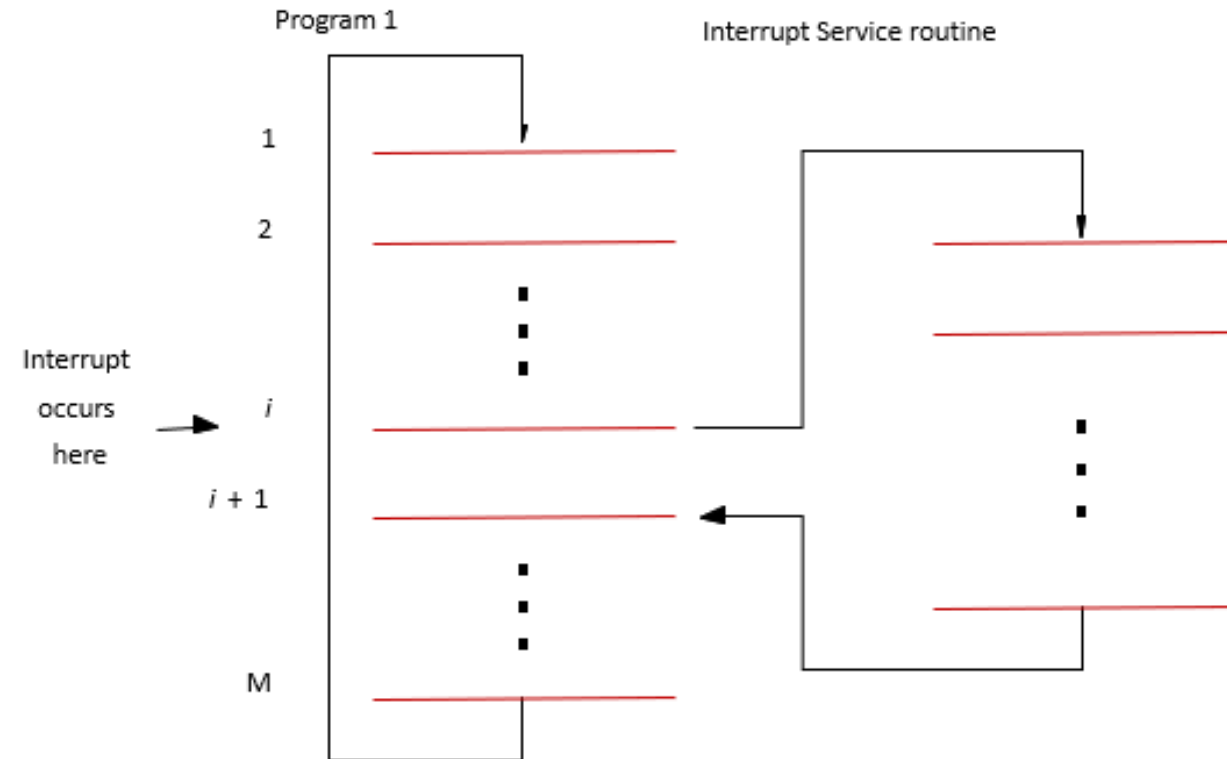 Program 1
Interrupt Service routine
1
2
Interrupt
occurs
here
i
i + 1
M